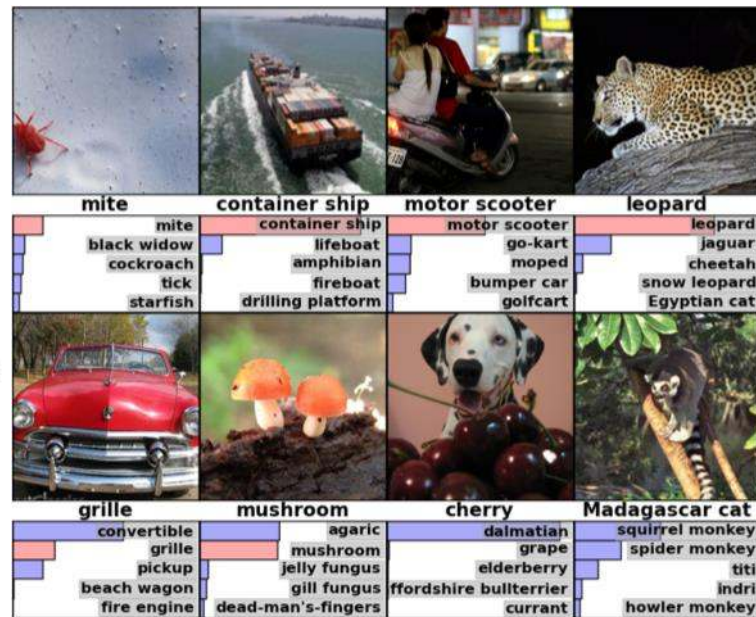 mite
container ship
motor scooter
leopard
mite
black widow
cockroach
tick
starfish
container ship
lifeboat
amphibian
fireboat
drilling platform
motor scooter
go-kart
moped
bumper car
golfcart
leopard
jaguar
cheetah
snow leopard
Egyptian cat
grille
mushroom
cherry
Madagascar cat
convertible
grille
pickup
beach wagon
fire engine
agaric
mushroom
jelly fungus
gill fungus
dead-man's-fingers
dalmatian
grape
elderberry
ffordshire bullterrier
currant
squirrel monkey
spider monkey
titi
indri
howler monkey